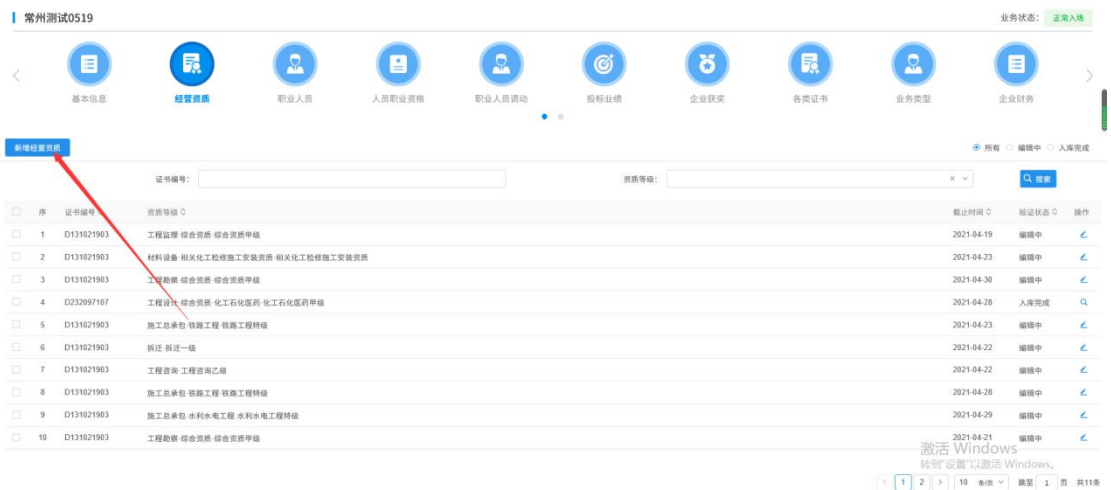 常州测试0519 业务状态: 正常入场
基本信息 经营资质 职业人员 人员职业资格 职业人员调动 投标业绩 企业获奖 各类证书 业务类型 企业财务
新增经营资质 所有 编辑中 入库完成
证书编号: 资质等级: 搜索
序 证书编号 资质等级 截止时间 验证状态 操作
1 D131021903 工程监理·综合资质·综合资质甲级 2021-04-19 编辑中
2 D131021903 材料设备·相关化工检修施工安装资质·相关化工检修施工安装资质 2021-04-23 编辑中
3 D131021903 工程勘察·综合资质·综合资质甲级 2021-04-30 编辑中
4 D232097107 工程设计·综合资质·化工石化医药·化工石化医药甲级 2021-04-28 入库完成
5 D131021903 施工总承包·铁路工程·铁路工程特级 2021-04-23 编辑中
6 D131021903 拆迁·拆迁一级 2021-04-22 编辑中
7 D131021903 工程咨询·工程咨询乙级 2021-04-22 编辑中
8 D131021903 施工总承包·铁路工程·铁路工程特级 2021-04-28 编辑中
9 D131021903 施工总承包·水利水电工程·水利水电工程特级 2021-04-29 编辑中
10 D131021903 工程勘察·综合资质·综合资质甲级 2021-04-21 编辑中
激活 Windows
转到"设置"以激活 Windows。
1 2 10 条/页 跳至 1 页 共11条